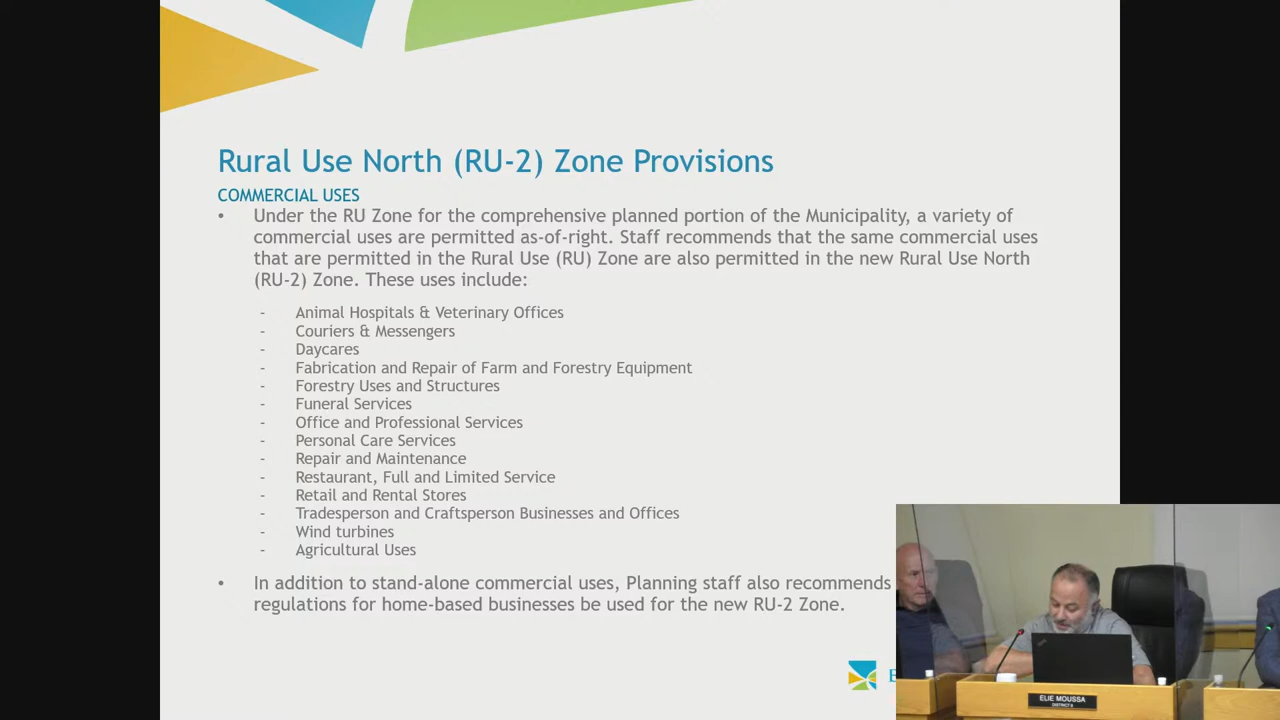 Rural Use North (RU-2) Zone Provisions
COMMERCIAL USES
• Under the RU Zone for the comprehensive planned portion of the Municipality, a variety of
commercial uses are permitted as-of-right. Staff recommends that the same commercial uses
that are permitted in the Rural Use (RU) Zone are also permitted in the new Rural Use North
(RU-2) Zone. These uses include:
- Animal Hospitals & Veterinary Offices
- Couriers & Messengers
- Daycares
- Fabrication and Repair of Farm and Forestry Equipment
- Forestry Uses and Structures
- Funeral Services
- Office and Professional Services
- Personal Care Services
- Repair and Maintenance
- Restaurant, Full and Limited Service
- Retail and Rental Stores
- Tradesperson and Craftsperson Businesses and Offices
- Wind turbines
- Agricultural Uses
• In addition to stand-alone commercial uses, Planning staff also recommends
regulations for home-based businesses be used for the new RU-2 Zone.
ELIE MOUSSA